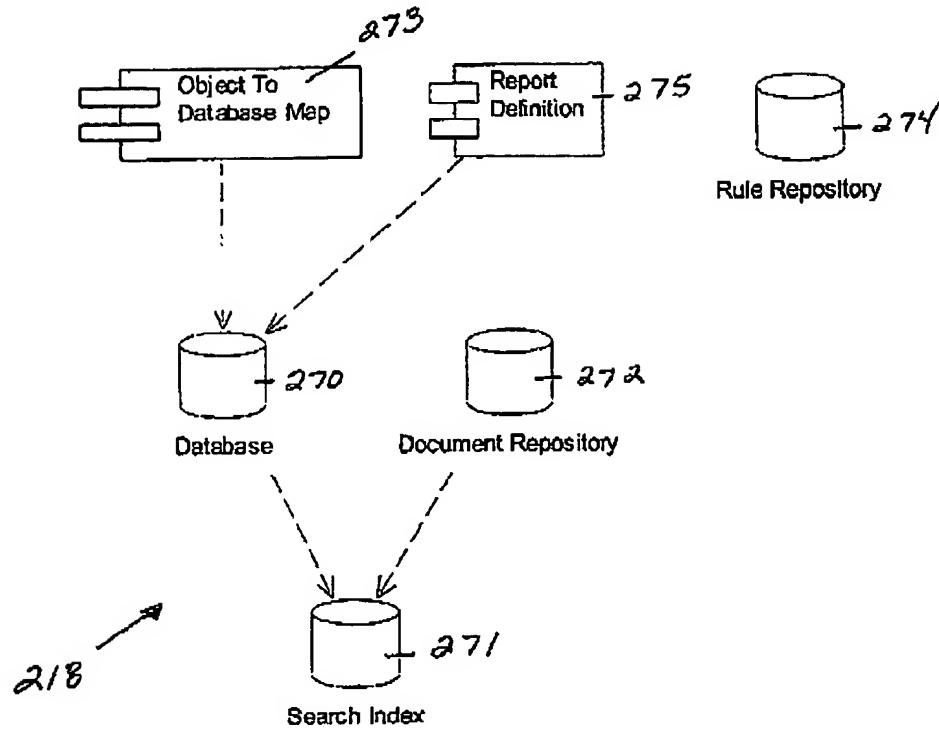 273
Object To
Database Map
Report
Definition
275
274
Rule Repository
270
272
Database
Document Repository
271
218
Search Index